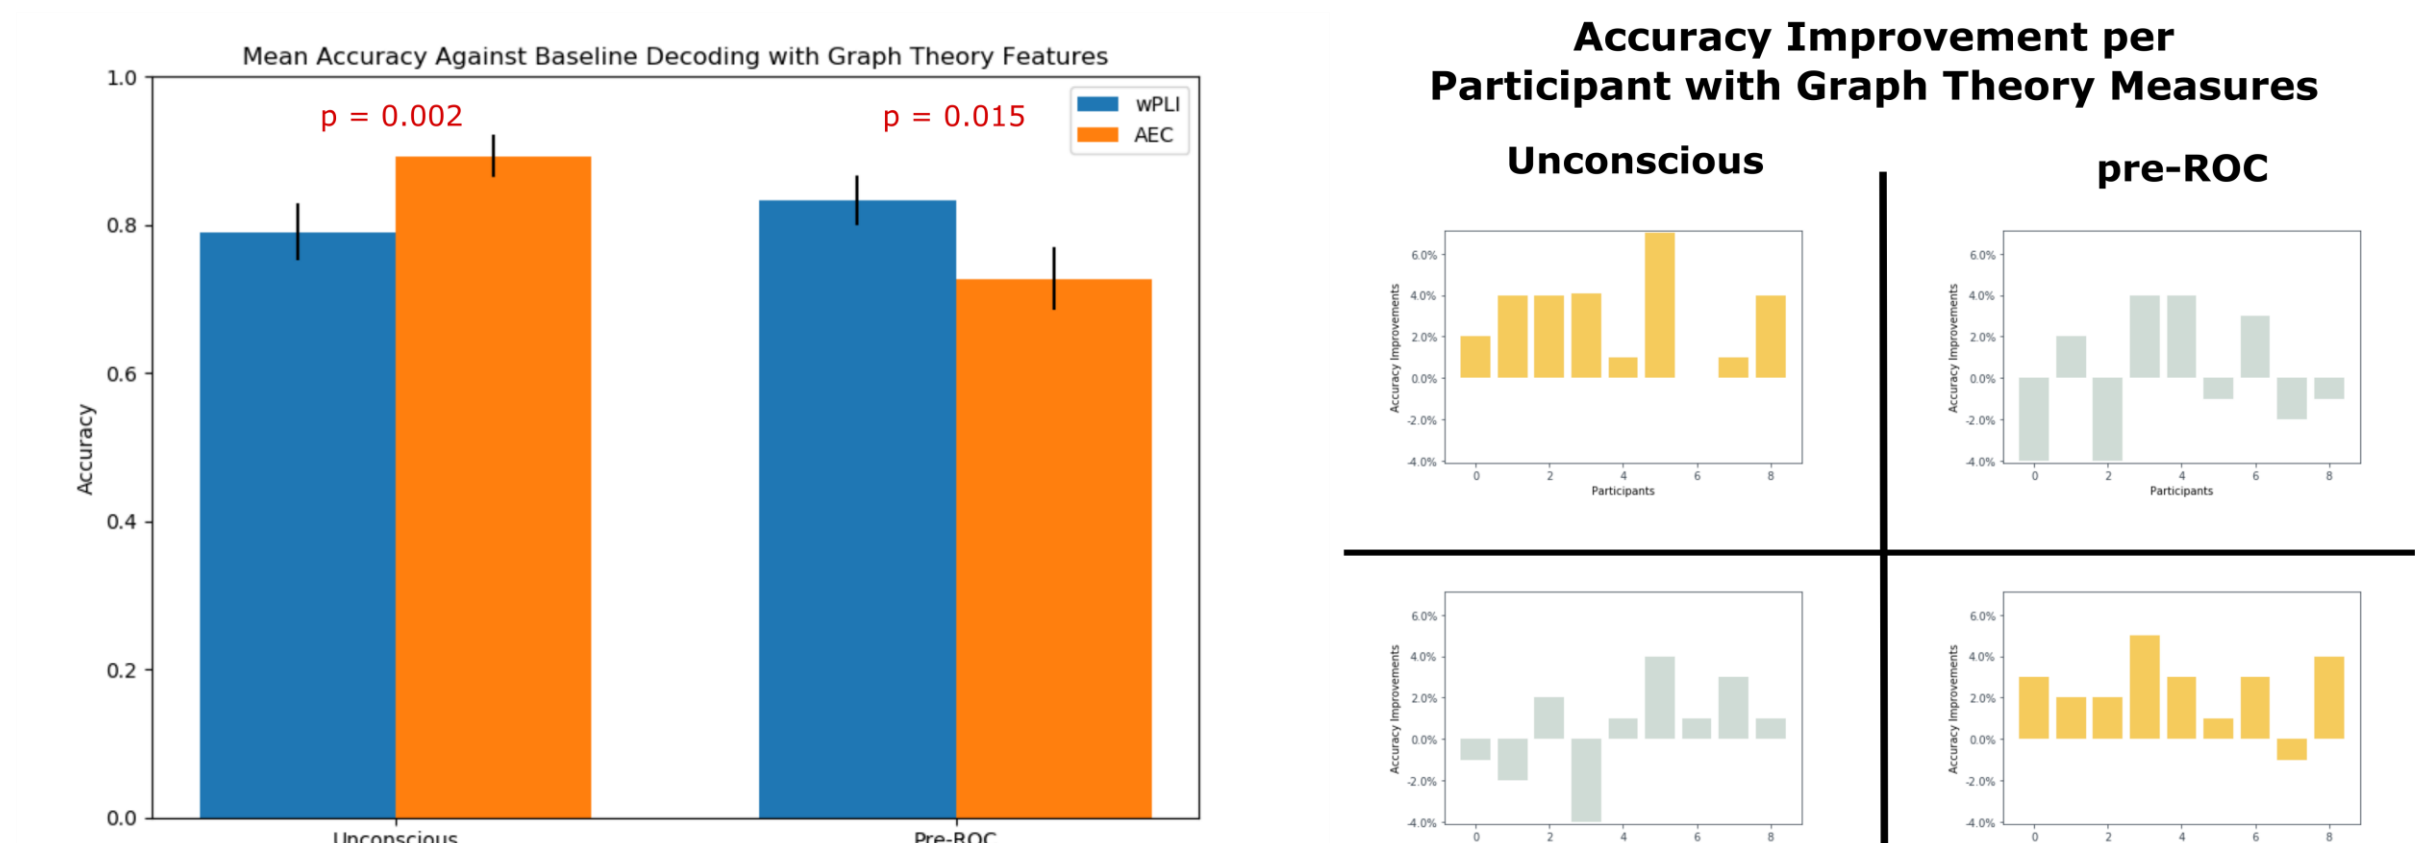 Mean Accuracy Against Baseline Decoding with Graph Theory Features
1.0
0.8
0.6
0.4
0.2
0.0
Accuracy
p = 0.002
p = 0.015
wPLI
AEC
Unconscious
Pre-ROC
Accuracy Improvement per
Participant with Graph Theory Measures
Unconscious
pre-ROC
6.0%
4.0%
2.0%
0.0%
-2.0%
-4.0%
Accuracy Improvements
0 2 4 6 8
Participants
6.0%
4.0%
2.0%
0.0%
-2.0%
-4.0%
Accuracy Improvements
0 2 4 6 8
Participants
6.0%
4.0%
2.0%
0.0%
-2.0%
-4.0%
Accuracy Improvements
0 2 4 6 8
6.0%
4.0%
2.0%
0.0%
-2.0%
-4.0%
Accuracy Improvements
0 2 4 6 8